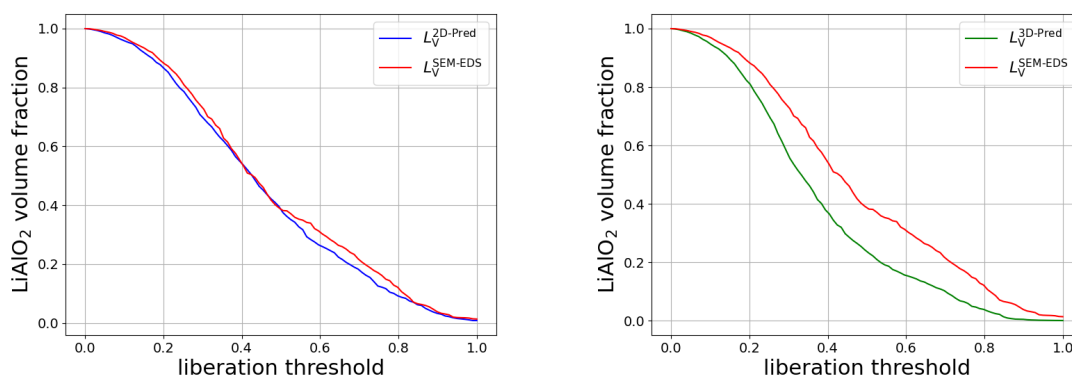 1.0
0.8
0.6
0.4
0.2
0.0
LiAlO₂ volume fraction
0.0 0.2 0.4 0.6 0.8 1.0
liberation threshold
L_V^2D-Pred
L_V^SEM-EDS
1.0
0.8
0.6
0.4
0.2
0.0
LiAlO₂ volume fraction
0.0 0.2 0.4 0.6 0.8 1.0
liberation threshold
L_V^3D-Pred
L_V^SEM-EDS